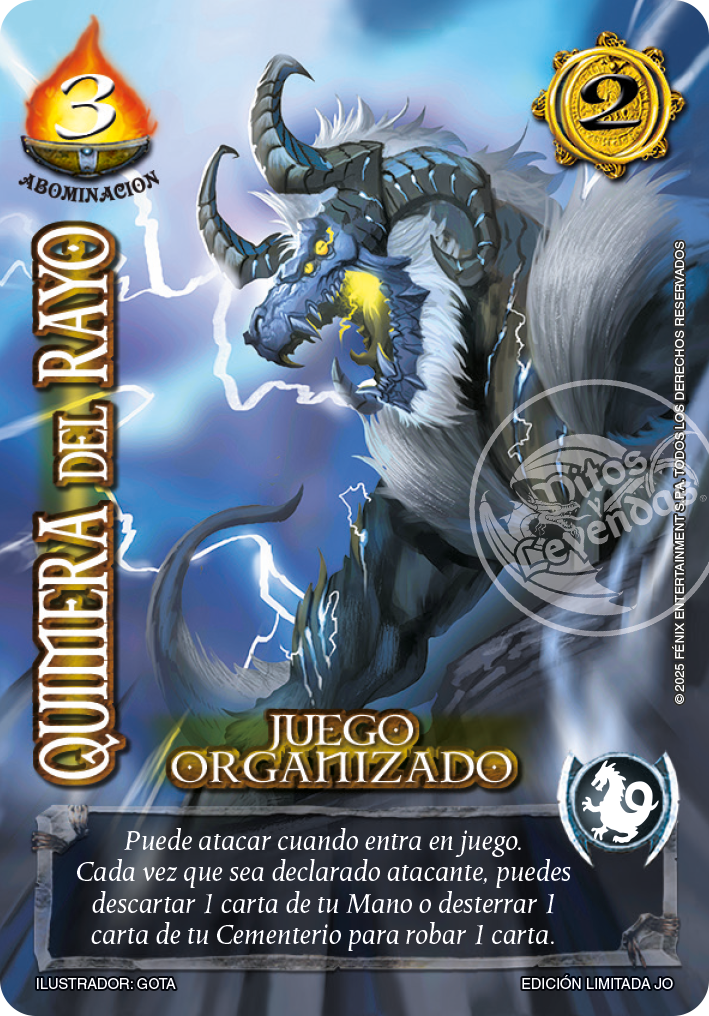 3
2
ABOMINACION
QUIMERA DEL RAYO
mitos
y
Leyendas
®
© 2025 FÉNIX ENTERTAINMENT S.P.A. TODOS LOS DERECHOS RESERVADOS
JUEGO
ORGANIZADO
Puede atacar cuando entra en juego.
Cada vez que sea declarado atacante, puedes
descartar 1 carta de tu Mano o desterrar 1
carta de tu Cementerio para robar 1 carta.
ILUSTRADOR: GOTA
EDICIÓN LIMITADA JO